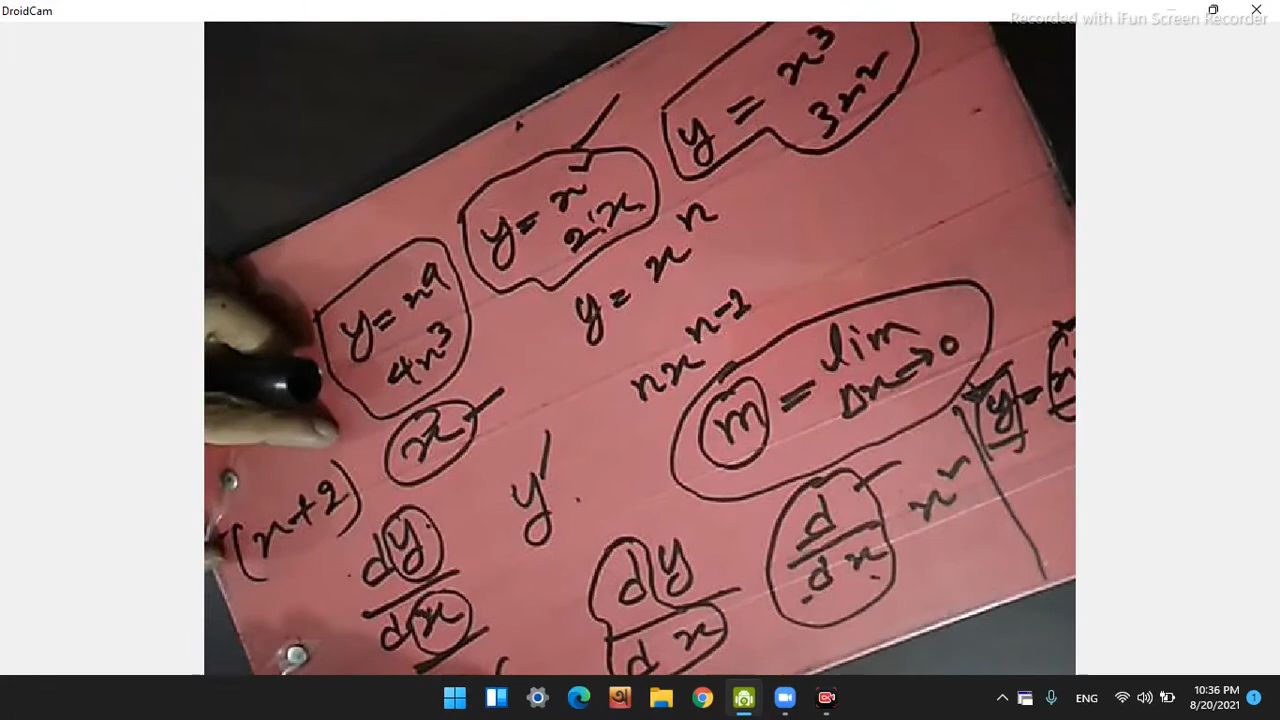 DroidCam
Recorded with iFun Screen Recorder
y = x³
3x²
y = x²
2x
y = x⁴
4x³
y = xⁿ
nxⁿ⁻¹
m = lim
Δx→0
x
y =
(x+2)
y'
dy
dx
dy
dx
d
dx
xⁿ
ENG
10:36 PM
8/20/2021